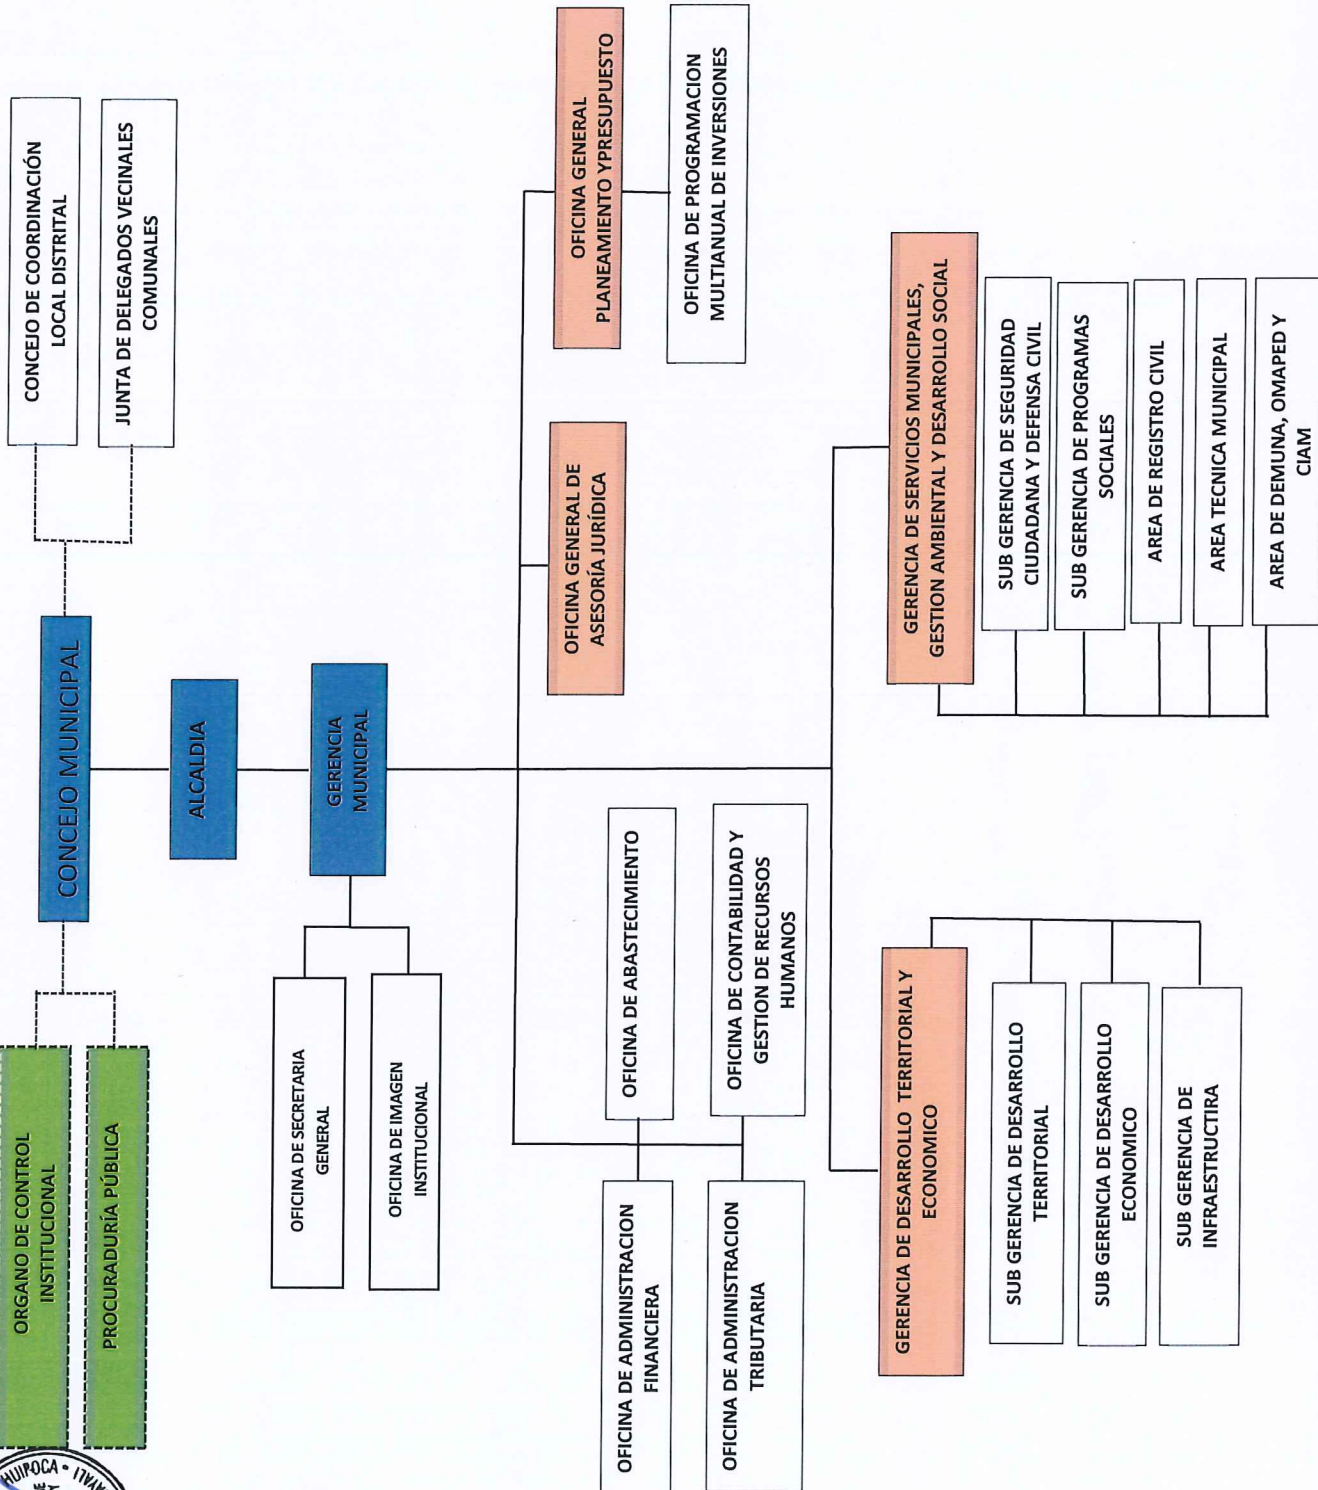 HUIPOCA -
ORGANO DE CONTROL
INSTITUCIONAL
PROCURADURÍA PÚBLICA
CONCEJO MUNICIPAL
CONCEJO DE COORDINACIÓN
LOCAL DISTRITAL
JUNTA DE DELEGADOS VECINALES
COMUNALES
ALCALDIA
GERENCIA
MUNICIPAL
OFICINA DE SECRETARIA
GENERAL
OFICINA DE IMAGEN
INSTITUCIONAL
OFICINA GENERAL DE
ASESORÍA JURÍDICA
OFICINA GENERAL
PLANEAMIENTO YPRESUPUESTO
OFICINA DE PROGRAMACION
MULTIANUAL DE INVERSIONES
OFICINA DE ADMINISTRACION
FINANCIERA
OFICINA DE ABASTECIMIENTO
OFICINA DE ADMINISTRACION
TRIBUTARIA
OFICINA DE CONTABILIDAD Y
GESTION DE RECURSOS
HUMANOS
GERENCIA DE DESARROLLO TERRITORIAL Y
ECONOMICO
SUB GERENCIA DE DESARROLLO
TERRITORIAL
SUB GERENCIA DE DESARROLLO
ECONOMICO
SUB GERENCIA DE
INFRAESTRUCTIRA
GERENCIA DE SERVICIOS MUNICIPALES,
GESTION AMBIENTAL Y DESARROLLO SOCIAL
SUB GERENCIA DE SEGURIDAD
CIUDADANA Y DEFENSA CIVIL
SUB GERENCIA DE PROGRAMAS
SOCIALES
AREA DE REGISTRO CIVIL
AREA TECNICA MUNICIPAL
AREA DE DEMUNA, OMAPED Y
CIAM